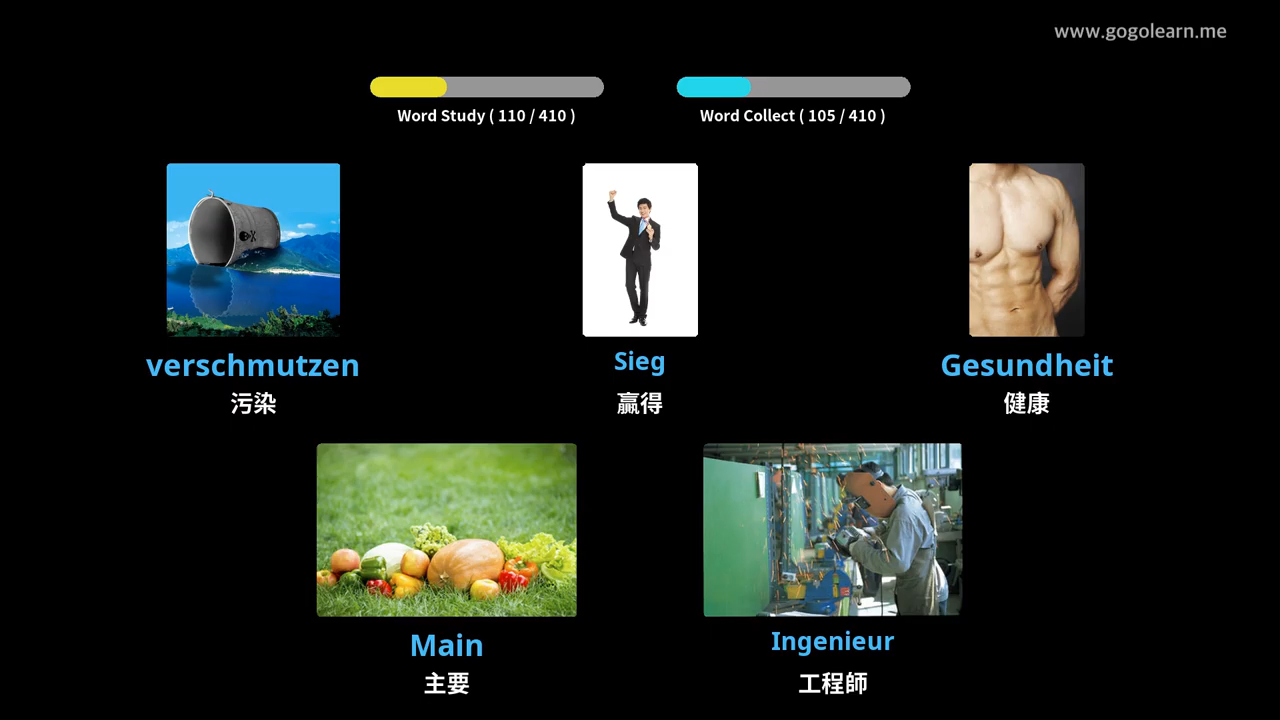 www.gogolearn.me
Word Study ( 110 / 410 )
Word Collect ( 105 / 410 )
verschmutzen
污染
Sieg
贏得
Gesundheit
健康
Main
主要
Ingenieur
工程師